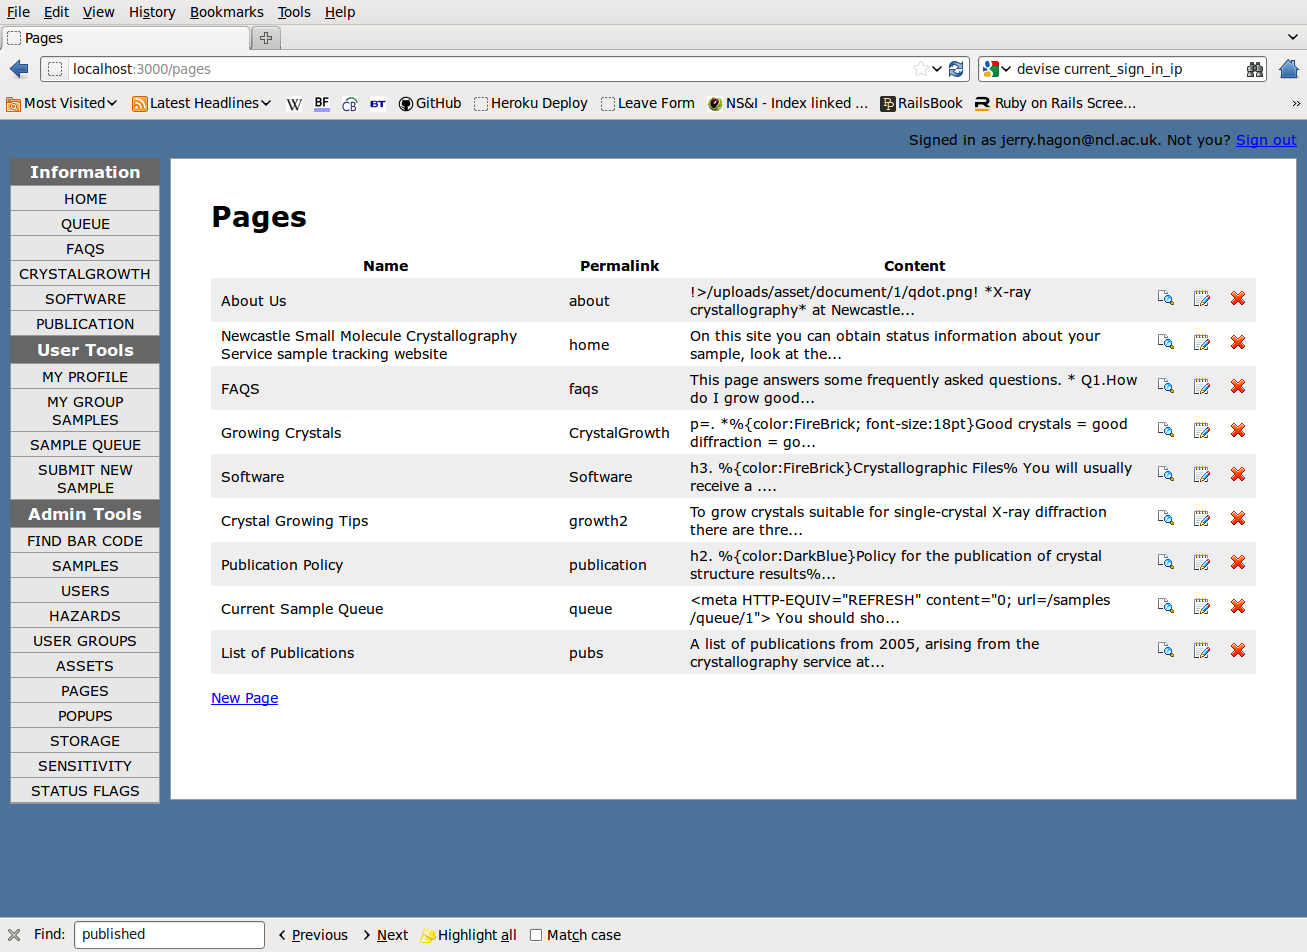 File Edit View History Bookmarks Tools Help
Pages
localhost:3000/pages
devise current_sign_in_ip
Most Visited Latest Headlines W BF CB BT GitHub Heroku Deploy Leave Form NS&I - Index linked ... RailsBook Ruby on Rails Scree... »
Signed in as jerry.hagon@ncl.ac.uk. Not you? Sign out
Information
HOME
QUEUE
FAQS
CRYSTALGROWTH
SOFTWARE
PUBLICATION
User Tools
MY PROFILE
MY GROUP
SAMPLES
SAMPLE QUEUE
SUBMIT NEW
SAMPLE
Admin Tools
FIND BAR CODE
SAMPLES
USERS
HAZARDS
USER GROUPS
ASSETS
PAGES
POPUPS
STORAGE
SENSITIVITY
STATUS FLAGS
Pages
Name Permalink Content
About Us about !>/uploads/asset/document/1/qdot.png! *X-ray
crystallography* at Newcastle...
Newcastle Small Molecule Crystallography
Service sample tracking website
home
On this site you can obtain status information about your
sample, look at the...
FAQS faqs This page answers some frequently asked questions. * Q1.How
do I grow good...
Growing Crystals CrystalGrowth p=. *%{color:FireBrick; font-size:18pt}Good crystals = good
diffraction = go...
Software Software h3. %{color:FireBrick}Crystallographic Files% You will usually
receive a ....
Crystal Growing Tips growth2 To grow crystals suitable for single-crystal X-ray diffraction
there are thre...
Publication Policy publication h2. %{color:DarkBlue}Policy for the publication of crystal
structure results%...
Current Sample Queue queue <meta HTTP-EQUIV="REFRESH" content="0; url=/samples
/queue/1"> You should sho...
List of Publications pubs A list of publications from 2005, arising from the
crystallography service at...
New Page
Find: published < Previous > Next Highlight all Match case